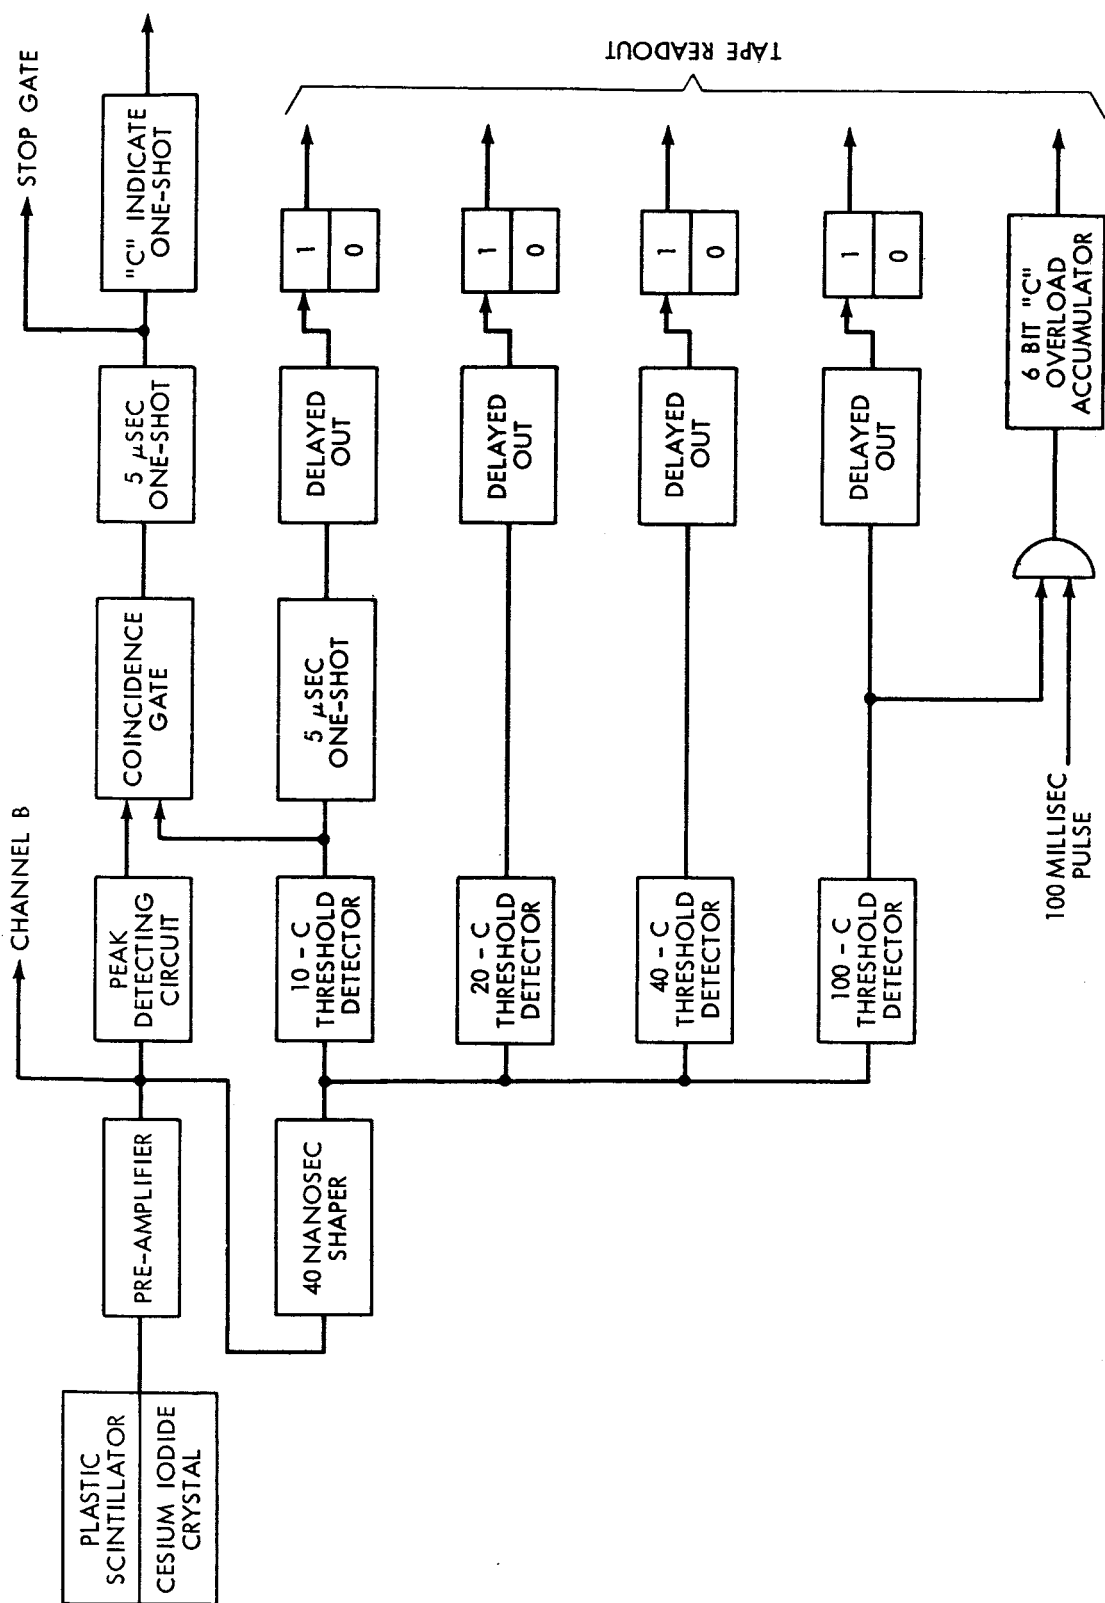 PLASTIC
SCINTILLATOR
CESIUM IODIDE
CRYSTAL
PRE-AMPLIFIER
CHANNEL B
PEAK
DETECTING
CIRCUIT
COINCIDENCE
GATE
5 μSEC
ONE-SHOT
STOP GATE
"C" INDICATE
ONE-SHOT
40 NANOSEC
SHAPER
10 - C
THRESHOLD
DETECTOR
5 μSEC
ONE-SHOT
DELAYED
OUT
1
0
20 - C
THRESHOLD
DETECTOR
DELAYED
OUT
1
0
40 - C
THRESHOLD
DETECTOR
DELAYED
OUT
1
0
100 - C
THRESHOLD
DETECTOR
DELAYED
OUT
1
0
100 MILLISEC
PULSE
6 BIT "C"
OVERLOAD
ACCUMULATOR
TAPE READOUT